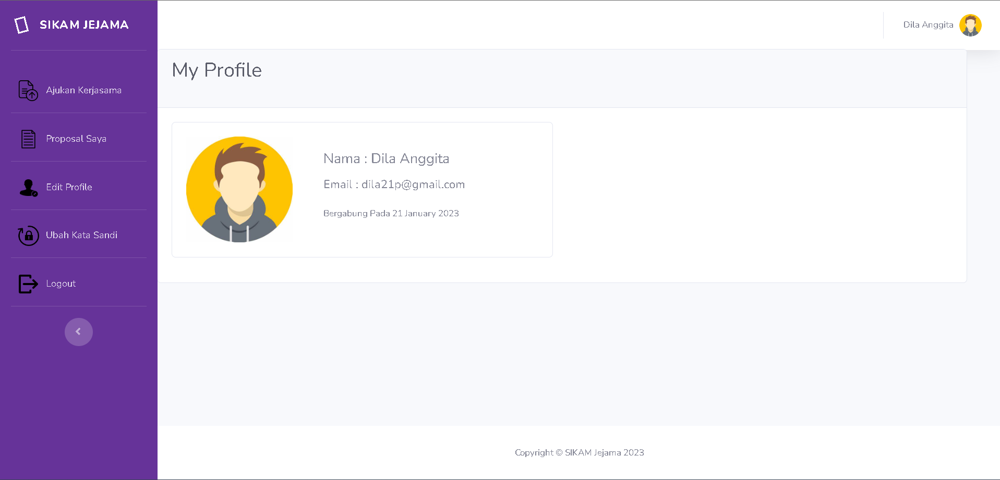 SIKAM JEJAMA
Dila Anggita
Ajukan Kerjasama
Proposal Saya
Edit Profile
Ubah Kata Sandi
Logout
My Profile
Nama : Dila Anggita
Email : dila21p@gmail.com
Bergabung Pada 21 January 2023
Copyright © SIKAM Jejama 2023